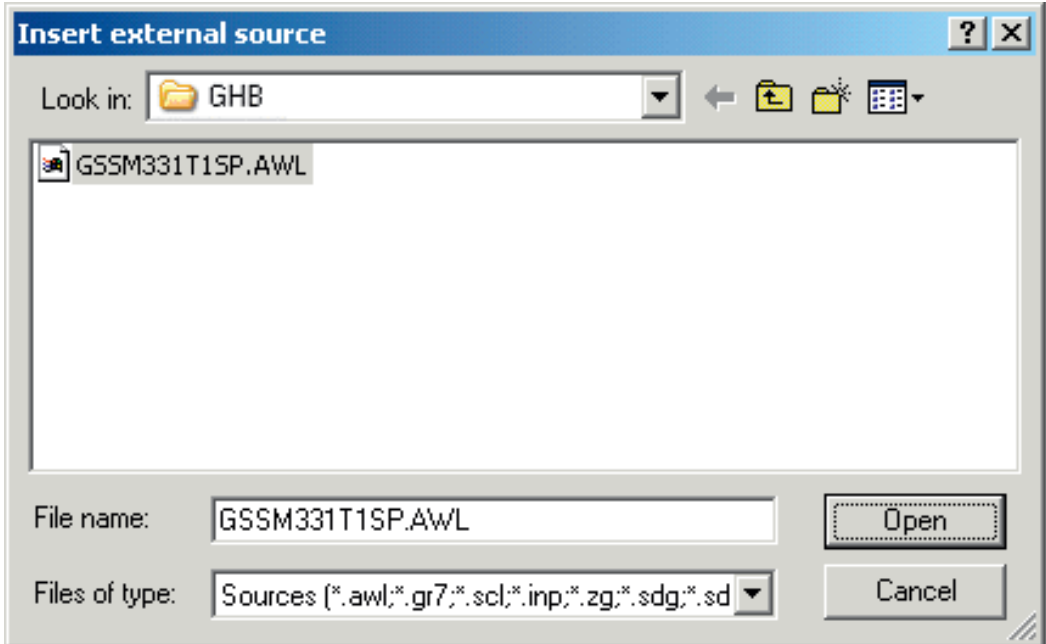 Insert external source
Look in: GHB
GSSM331T1SP.AWL
File name: GSSM331T1SP.AWL Open
Files of type: Sources (*.awl;*.gr7;*.scl;*.inp;*.zg;*.sdg;*.sd Cancel